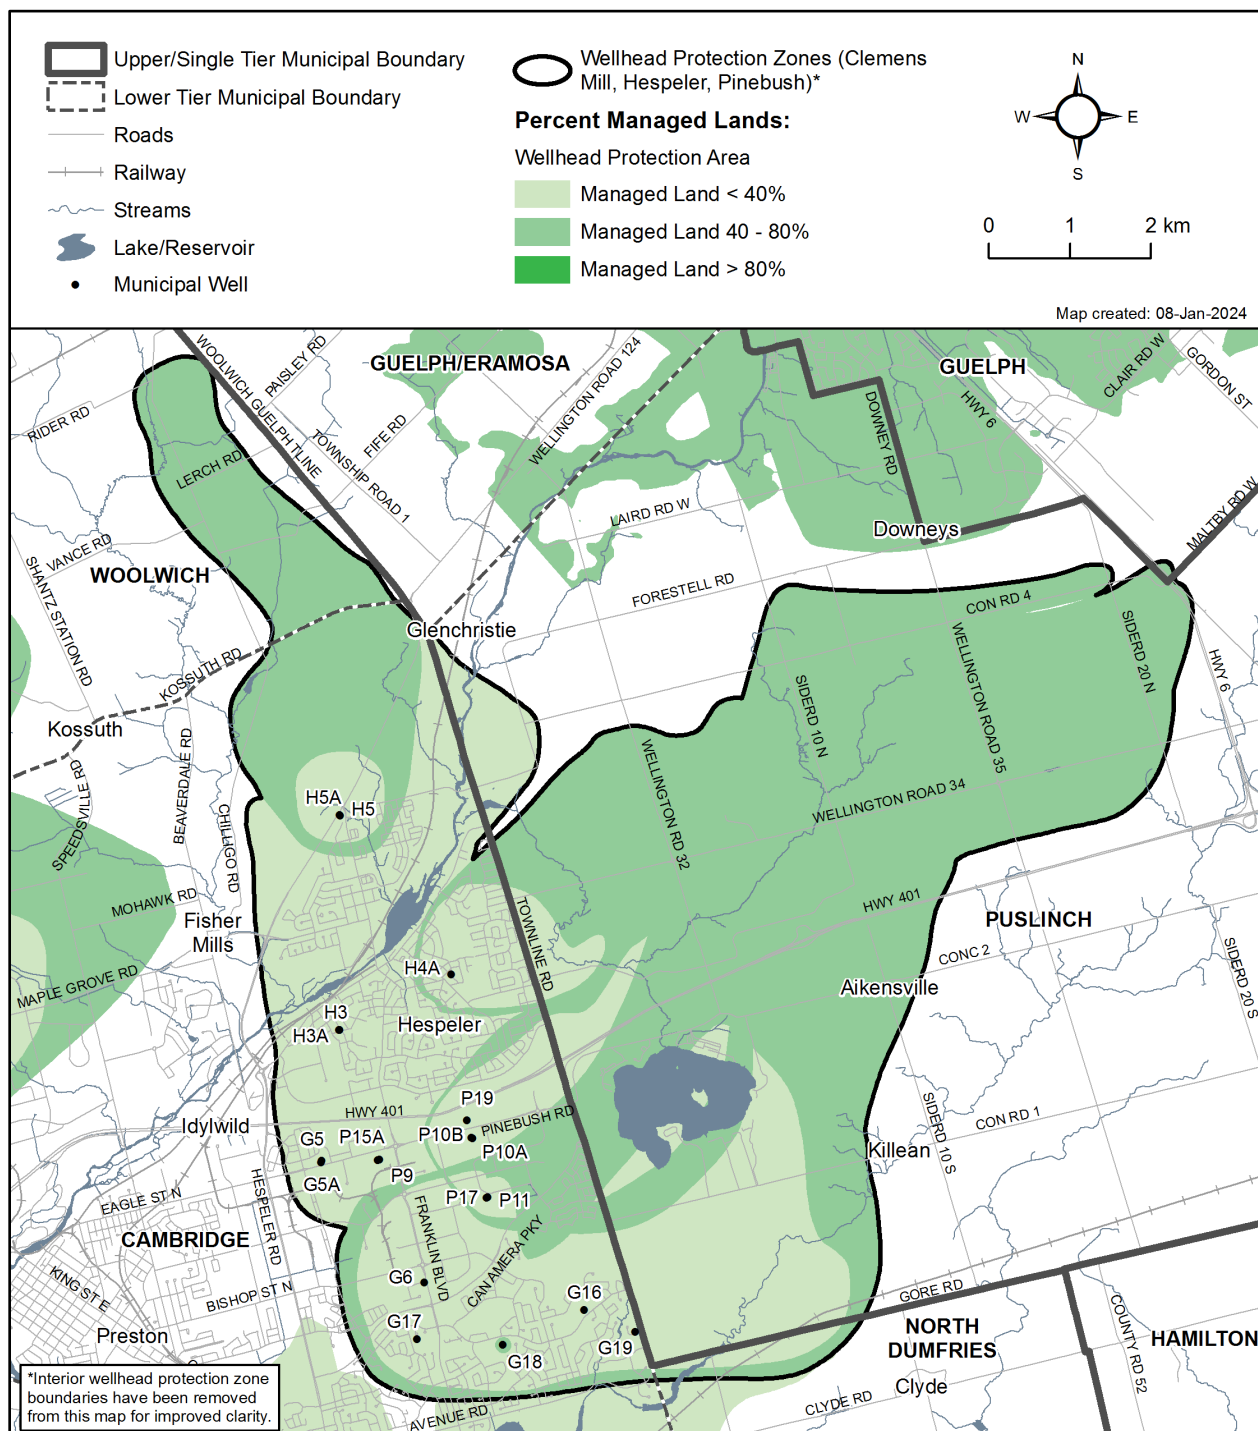 Upper/Single Tier Municipal Boundary
Lower Tier Municipal Boundary
Roads
Railway
Streams
Lake/Reservoir
Municipal Well
Wellhead Protection Zones (Clemens
Mill, Hespeler, Pinebush)*
Percent Managed Lands:
Wellhead Protection Area
Managed Land < 40%
Managed Land 40 - 80%
Managed Land > 80%
N
W
E
S
0 1 2 km
Map created: 08-Jan-2024
WOOLWICH GUELPH TLINE
PAISLEY RD
GUELPH/ERAMOSA
WELLINGTON ROAD 124
GUELPH
CLAIR RD W
GORDON ST
HWY 6
RIDER RD
FIFE RD
TOWNSHIP ROAD 1
DOWNEY RD
LERCH RD
LAIRD RD W
MALTBY RD W
Downeys
VANCE RD
WOOLWICH
SHANTZ STATION RD
FORESTELL RD
CON RD 4
Glenchristie
SIDERD 20 N
WELLINGTON ROAD 35
HWY 6
KOSSUTH RD
SIDERD 10 N
Kossuth
BEAVERDALE RD
WELLINGTON RD 32
SPEEDSVILLE RD
CHILLIGO RD
H5A
H5
WELLINGTON ROAD 34
MOHAWK RD
HWY 401
TOWNLINE RD
Fisher
Mills
PUSLINCH
CONC 2
SIDERD 20 S
MAPLE GROVE RD
H4A
Aikensville
H3
H3A
Hespeler
HWY 401
P19
PINEBUSH RD
Idylwild
G5
P15A
P10B
P10A
SIDERD 10 S
CON RD 1
Killean
G5A
P9
P17
P11
EAGLE ST N
HESPELER RD
FRANKLIN BLVD
CAN AMERA PKY
CAMBRIDGE
KING ST E
BISHOP ST N
G6
G16
GORE RD
COUNTY RD 52
Preston
G17
G18
G19
NORTH
DUMFRIES
HAMILTON
Clyde
CLYDE RD
AVENUE RD
*Interior wellhead protection zone
boundaries have been removed
from this map for improved clarity.